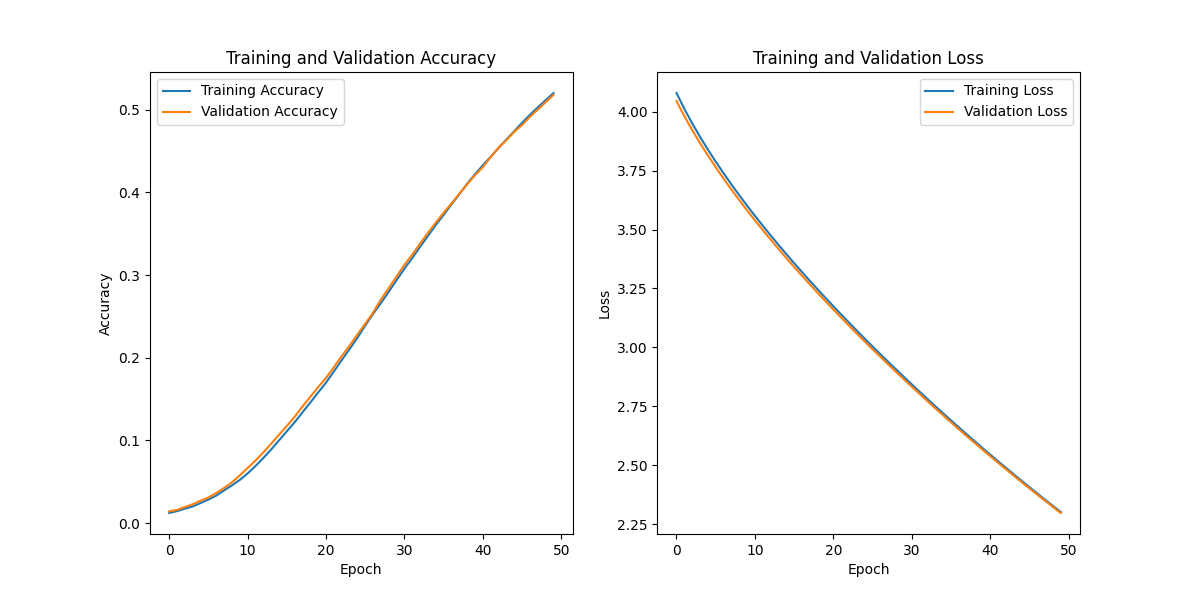 Training and Validation Accuracy
Training Accuracy
Validation Accuracy
0.5
0.4
0.3
0.2
0.1
0.0
Accuracy
0 10 20 30 40 50
Epoch
Training and Validation Loss
Training Loss
Validation Loss
4.00
3.75
3.50
3.25
3.00
2.75
2.50
2.25
Loss
0 10 20 30 40 50
Epoch